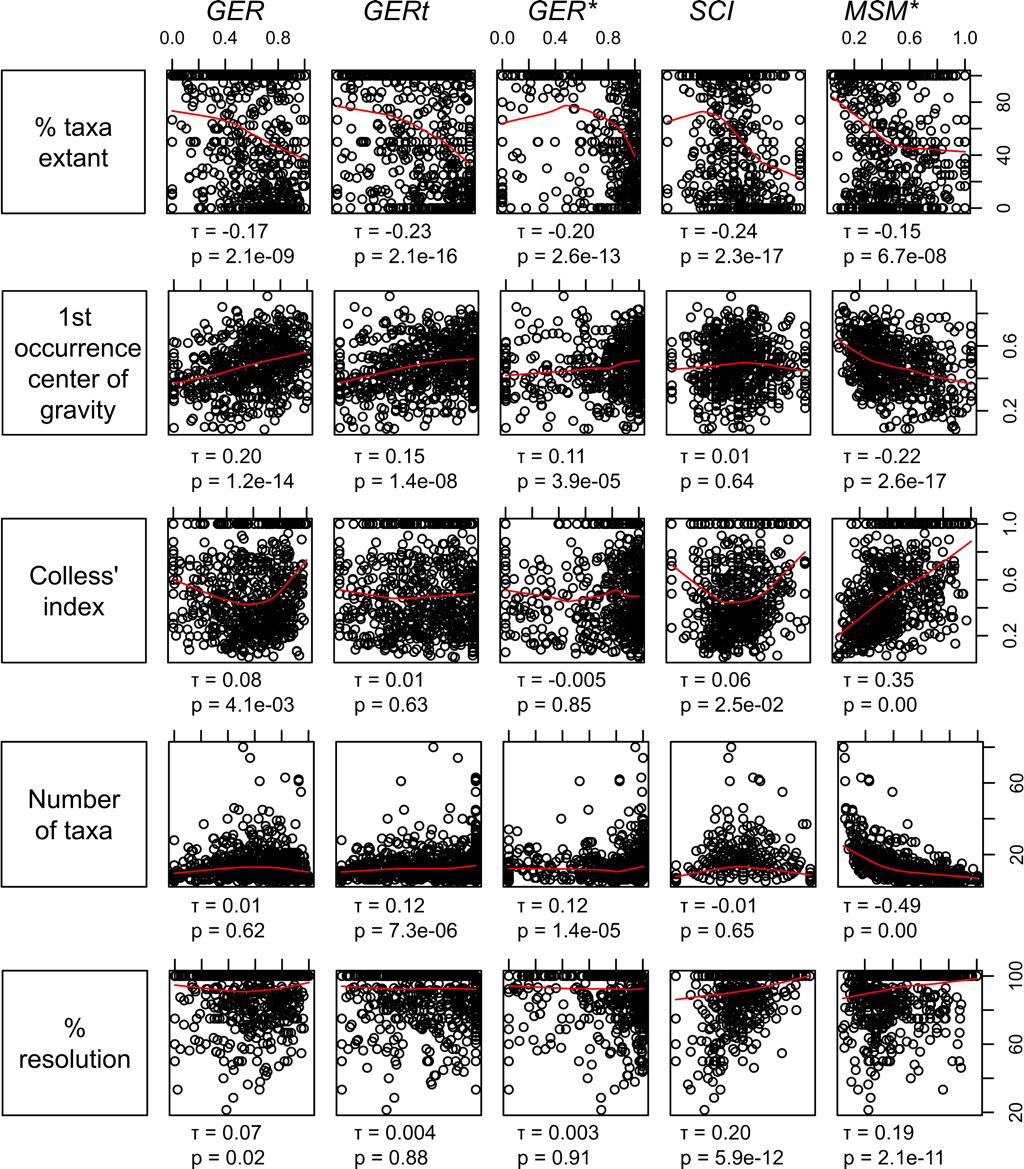 GER GERt GER* SCI MSM*
0.0 0.4 0.8 0.0 0.4 0.8 0.2 0.6 1.0
% taxa
extant
80
40
0
τ = -0.17 τ = -0.23 τ = -0.20 τ = -0.24 τ = -0.15
p = 2.1e-09 p = 2.1e-16 p = 2.6e-13 p = 2.3e-17 p = 6.7e-08
1st
occurrence
center of
gravity
0.6
0.2
τ = 0.20 τ = 0.15 τ = 0.11 τ = 0.01 τ = -0.22
p = 1.2e-14 p = 1.4e-08 p = 3.9e-05 p = 0.64 p = 2.6e-17
Colless'
index
1.0
0.6
0.2
τ = 0.08 τ = 0.01 τ = -0.005 τ = 0.06 τ = 0.35
p = 4.1e-03 p = 0.63 p = 0.85 p = 2.5e-02 p = 0.00
Number
of taxa
60
20
τ = 0.01 τ = 0.12 τ = 0.12 τ = -0.01 τ = -0.49
p = 0.62 p = 7.3e-06 p = 1.4e-05 p = 0.65 p = 0.00
%
resolution
100
60
20
τ = 0.07 τ = 0.004 τ = 0.003 τ = 0.20 τ = 0.19
p = 0.02 p = 0.88 p = 0.91 p = 5.9e-12 p = 2.1e-11